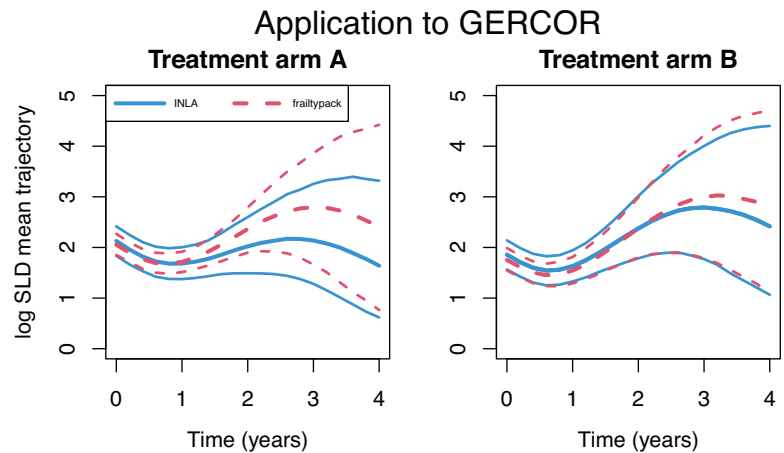 Application to GERCOR
Treatment arm A
INLA
frailtypack
log SLD mean trajectory
5
4
3
2
1
0
0 1 2 3 4
Time (years)
Treatment arm B
5
4
3
2
1
0
0 1 2 3 4
Time (years)